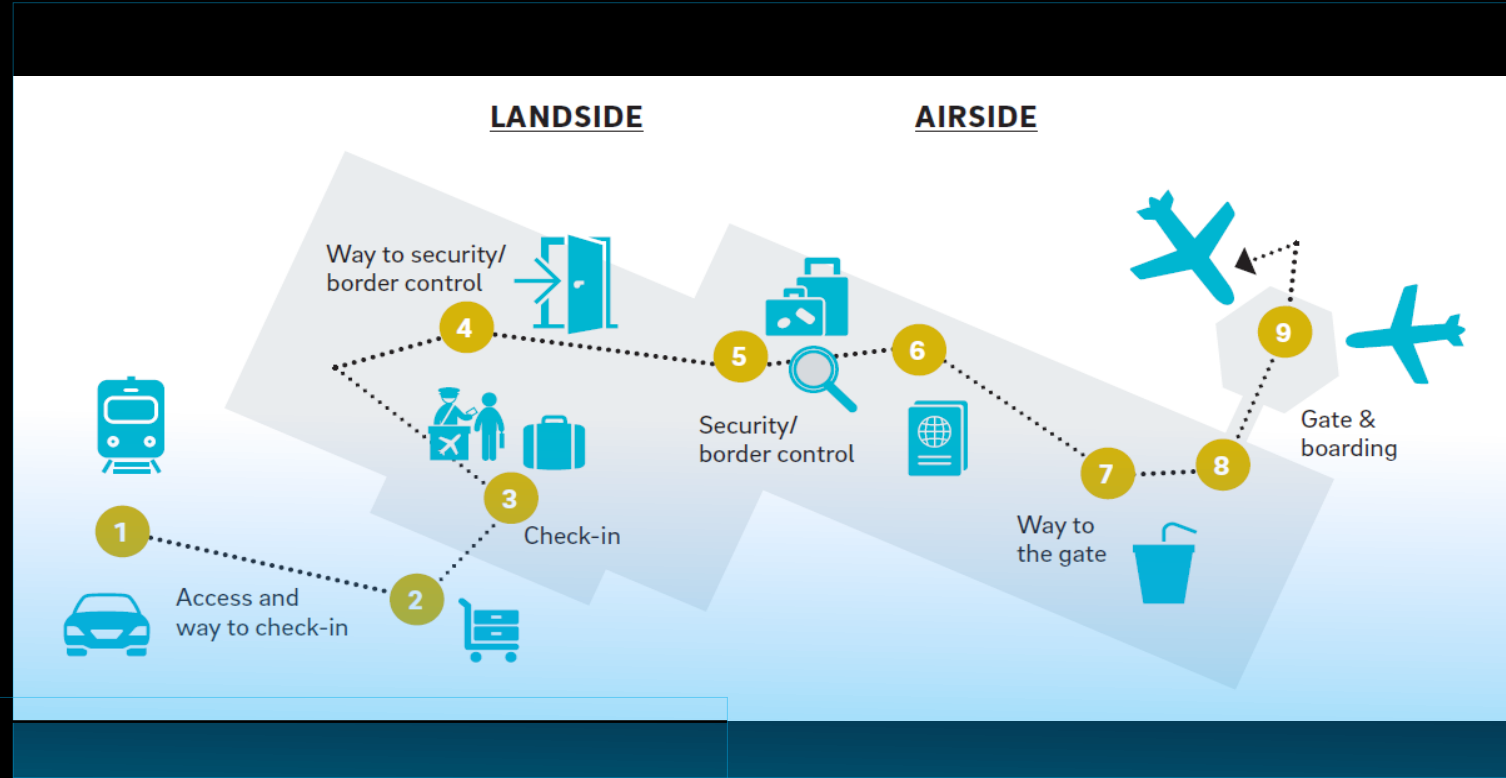 LANDSIDE
AIRSIDE
Way to security/
border control
4
5
6
9
Security/
border control
Gate &
boarding
3
Check-in
7
8
Way to
the gate
1
2
Access and
way to check-in